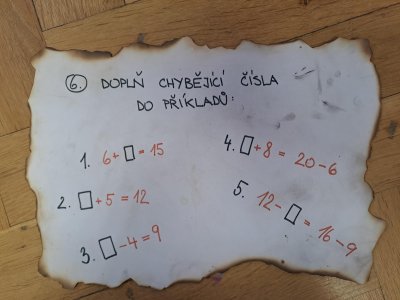 6. DOPLŇ CHYBĚJÍCÍ ČÍSLA
DO PŘÍKLADŮ:
1. 6+□=15
2. □+5=12
3. □-4=9
4. □+8=20-6
5. 12-□=16-9